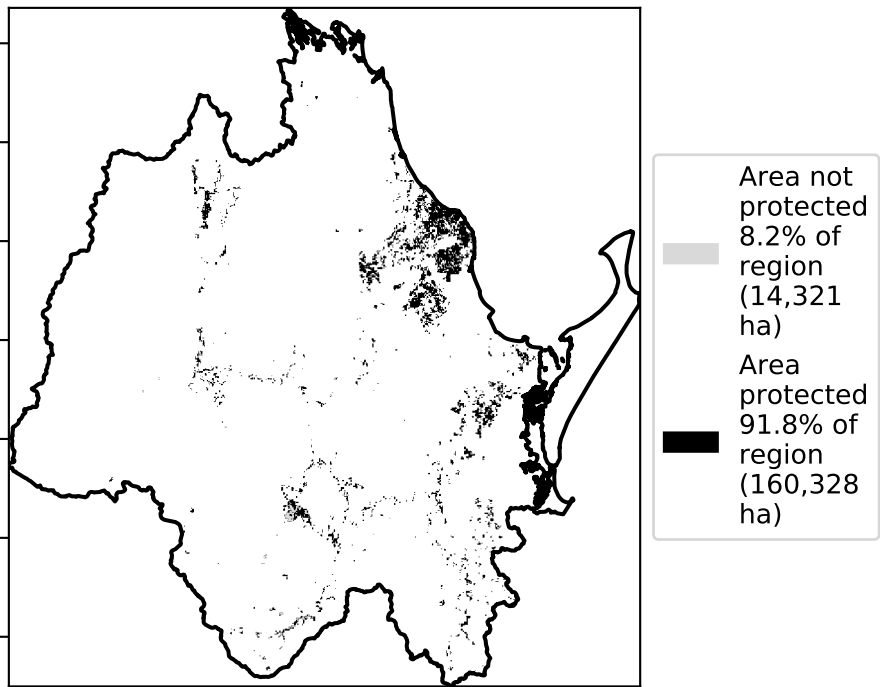 Area not
protected
8.2% of
region
(14,321
ha)
Area
protected
91.8% of
region
(160,328
ha)